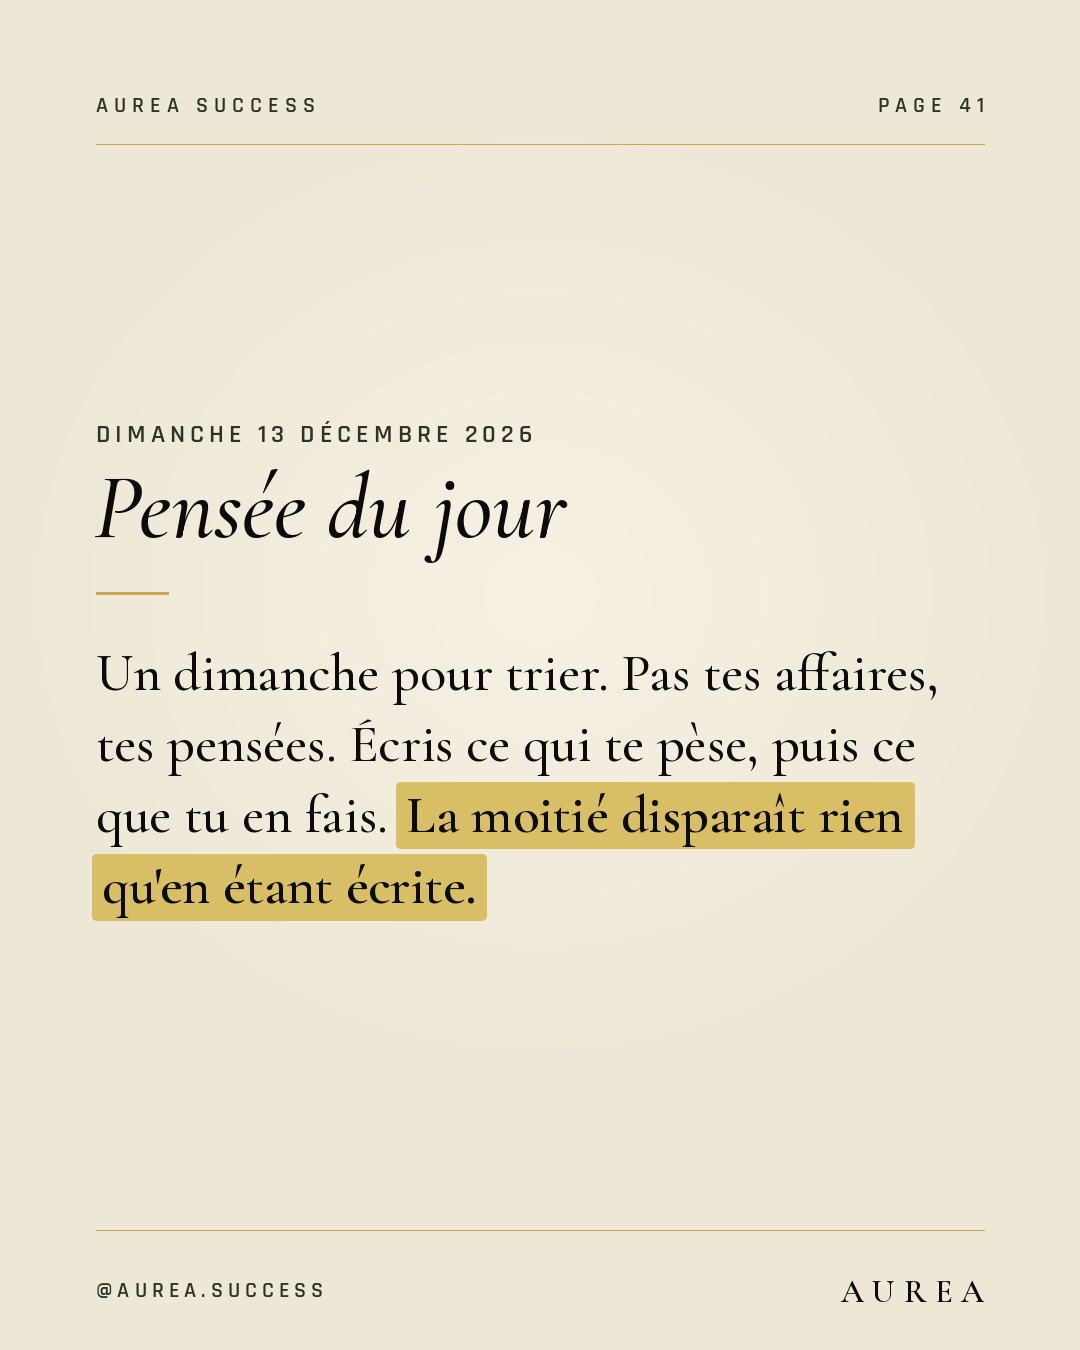 AUREA SUCCESS
PAGE 41
DIMANCHE 13 DÉCEMBRE 2026
Pensée du jour
Un dimanche pour trier. Pas tes affaires,
tes pensées. Écris ce qui te pèse, puis ce
que tu en fais. La moitié disparaît rien
qu'en étant écrite.
@AUREA.SUCCESS
AUREA